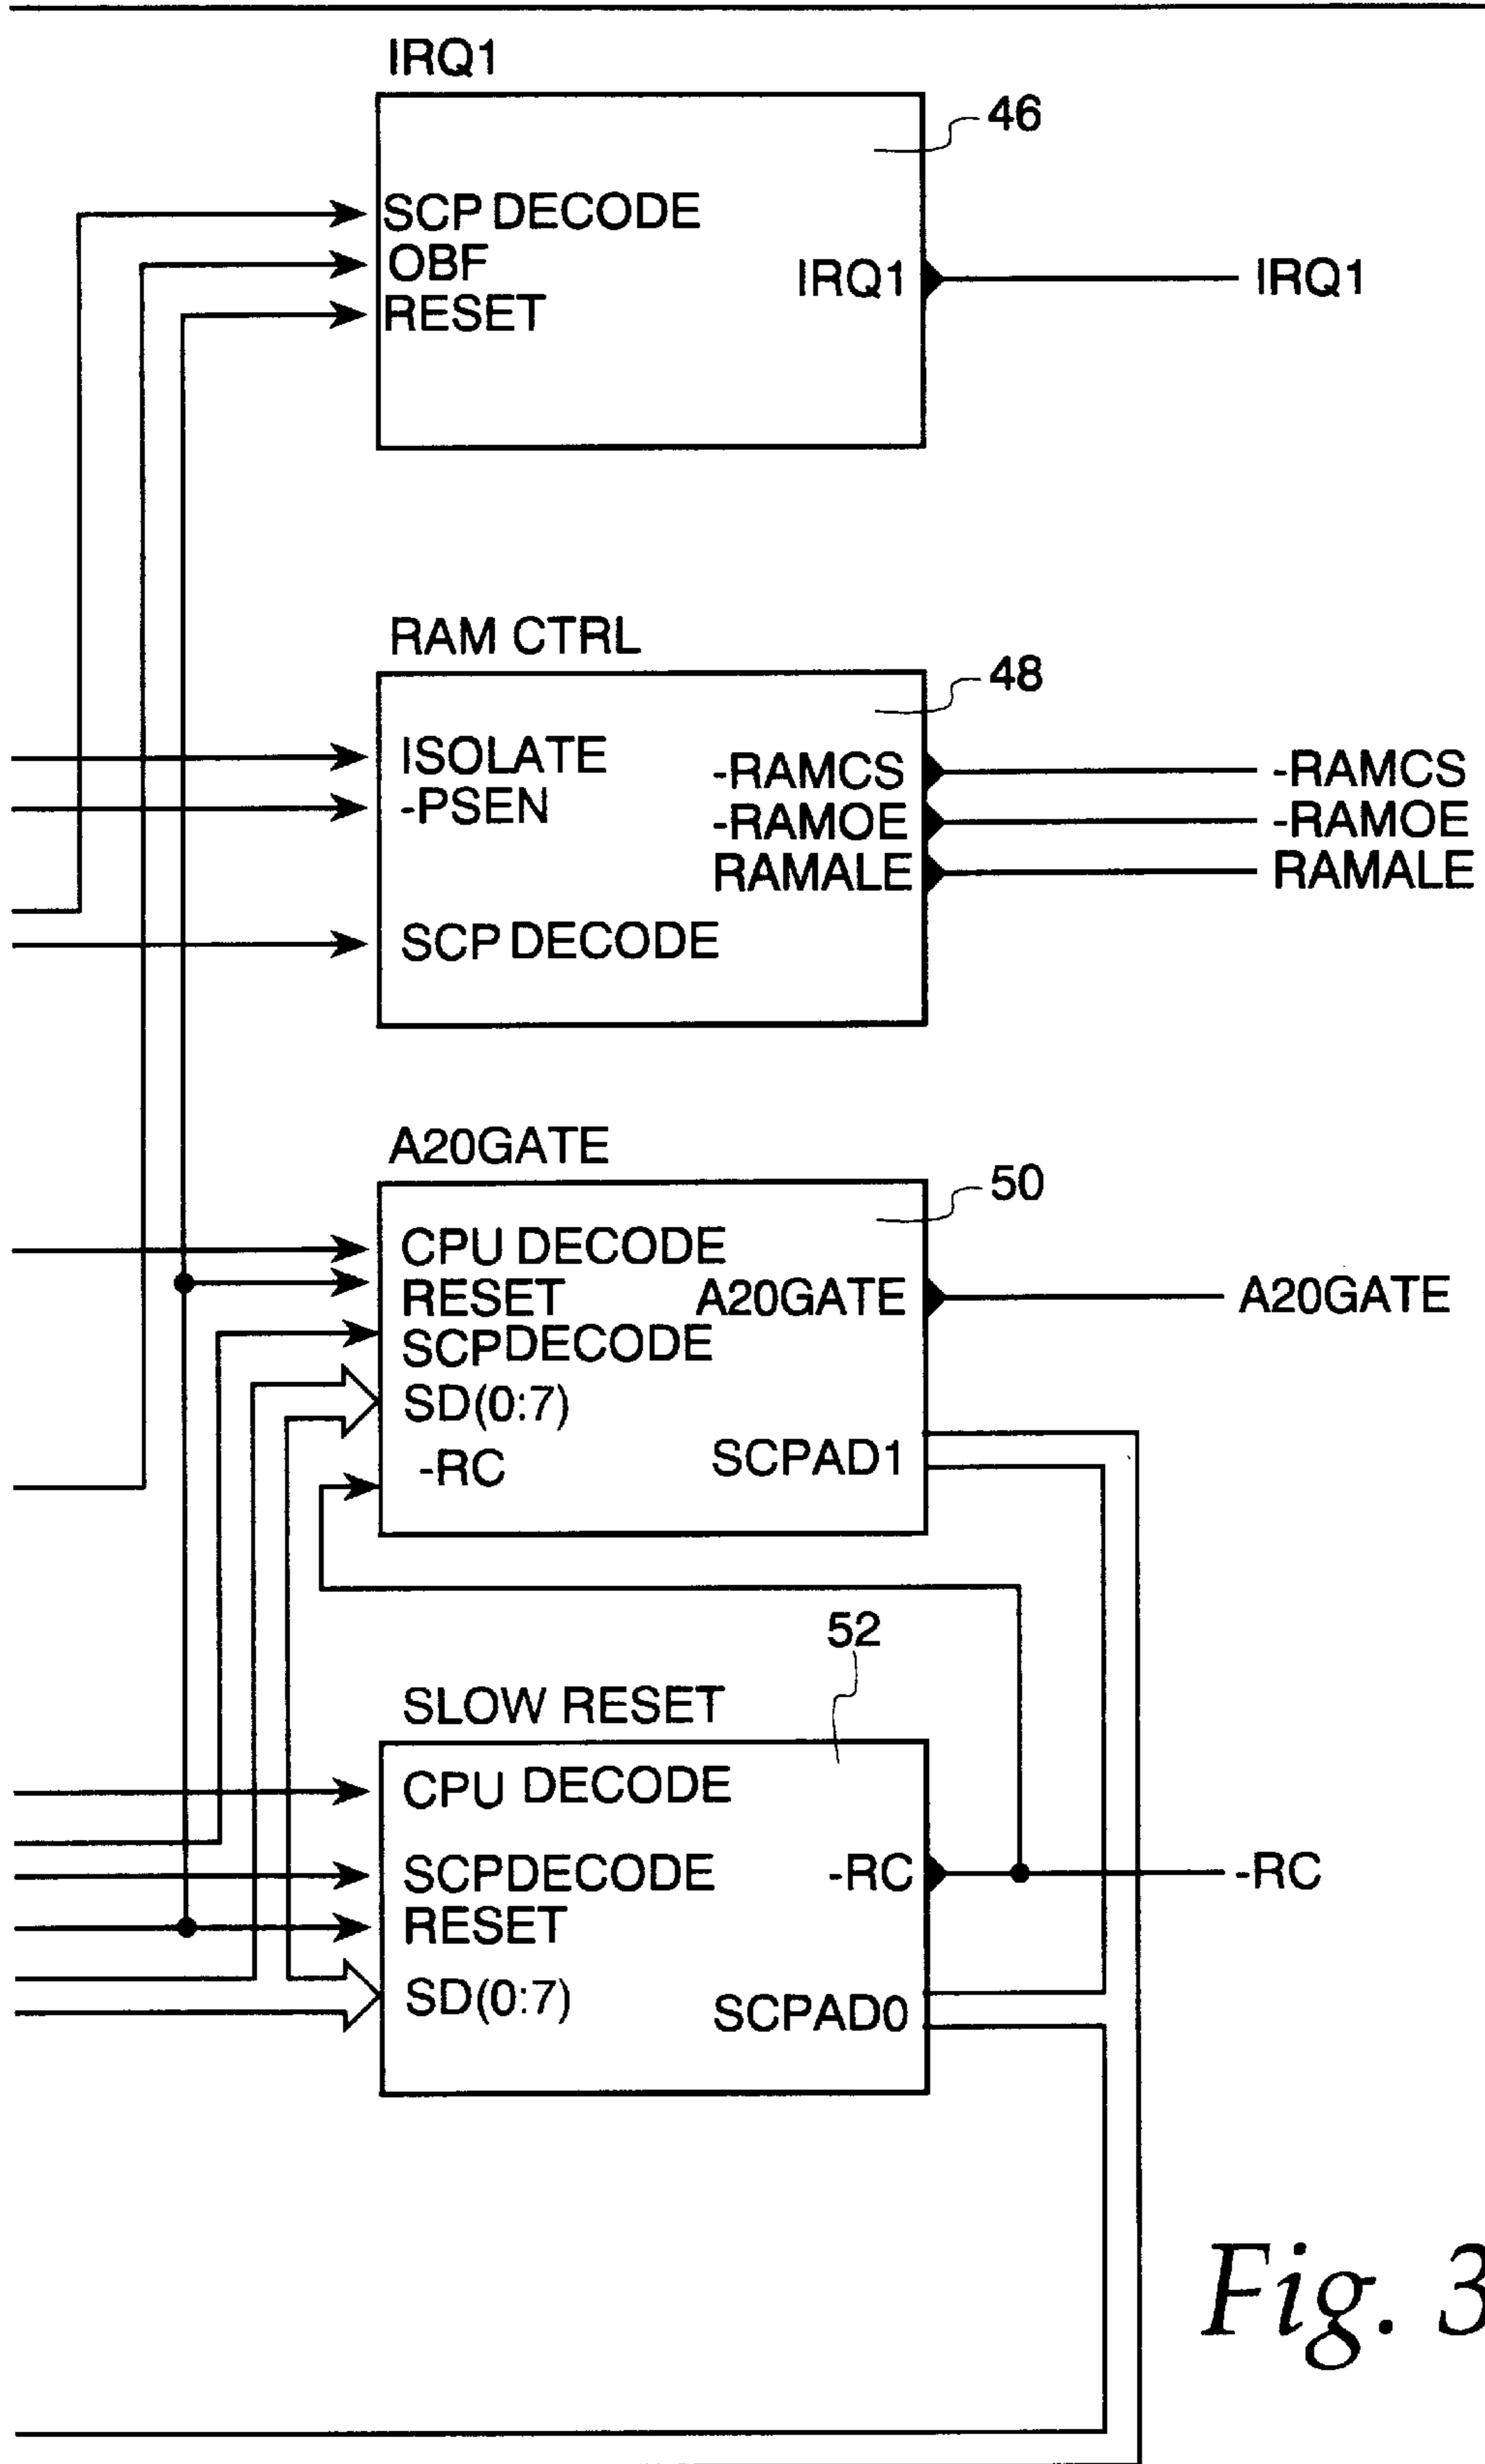 IRQ1
46
SCP DECODE
OBF
RESET
IRQ1
IRQ1
RAM CTRL
48
ISOLATE
-PSEN
-RAMCS
-RAMOE
RAMALE
-RAMCS
-RAMOE
RAMALE
SCP DECODE
A20GATE
50
CPU DECODE
RESET
SCPDECODE
SD(0:7)
-RC
A20GATE
A20GATE
SCPAD1
52
SLOW RESET
CPU DECODE
SCPDECODE
RESET
SD(0:7)
-RC
-RC
SCPAD0
Fig. 3